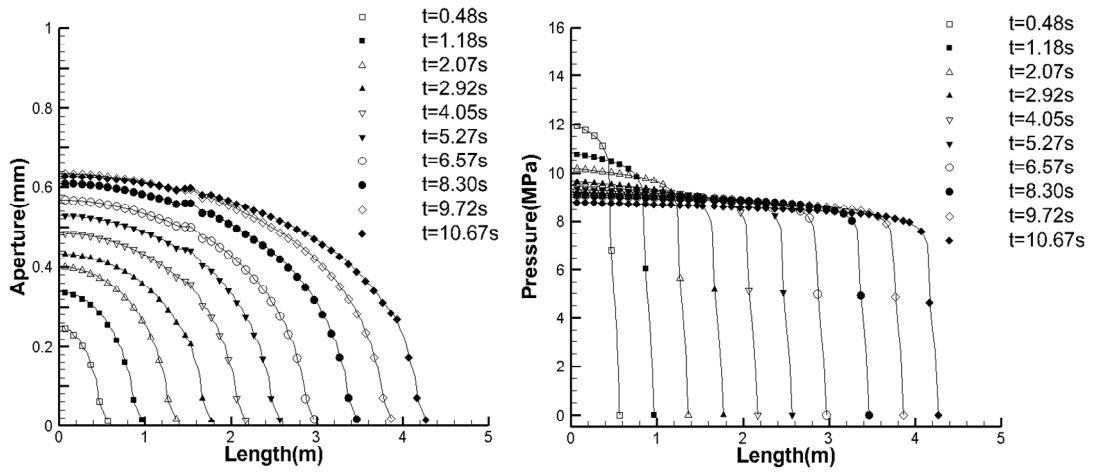 t=0.48s
t=1.18s
t=2.07s
t=2.92s
t=4.05s
t=5.27s
t=6.57s
t=8.30s
t=9.72s
t=10.67s
1
0.8
0.6
0.4
0.2
0
Aperture(mm)
0 1 2 3 4 5
Length(m)
t=0.48s
t=1.18s
t=2.07s
t=2.92s
t=4.05s
t=5.27s
t=6.57s
t=8.30s
t=9.72s
t=10.67s
16
14
12
10
8
6
4
2
0
Pressure(MPa)
0 1 2 3 4 5
Length(m)